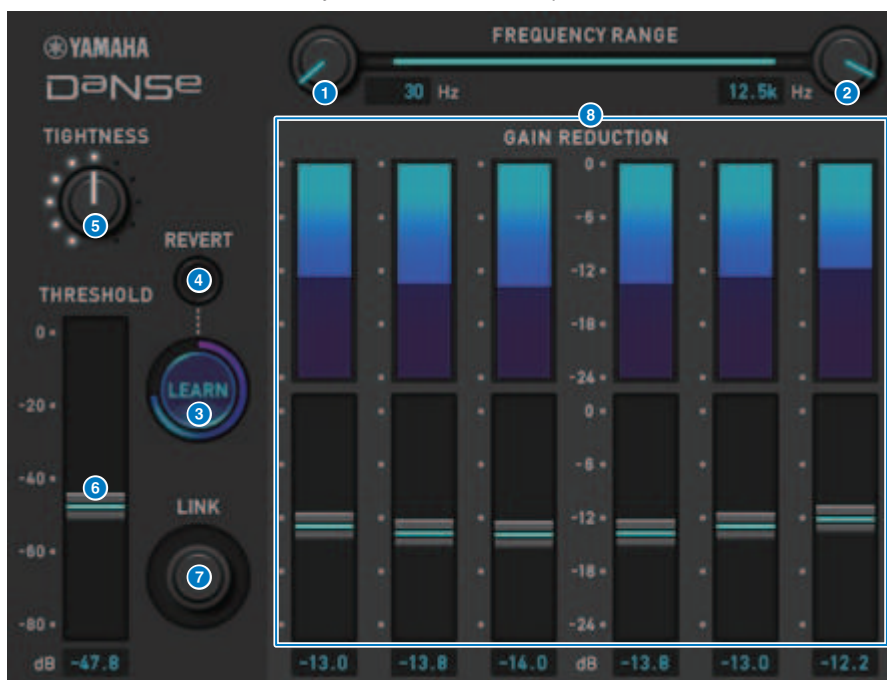 YAMAHA
DaNSe
FREQUENCY RANGE
1
30 Hz
12.5k Hz
2
8
TIGHTNESS
5
GAIN REDUCTION
0
-6
-12
-18
-24
REVERT
4
THRESHOLD
0
-20
-40
-60
-80
LEARN
3
6
LINK
7
0
-6
-12
-18
-24
dB -47.8
-13.0 -13.8 -14.0 dB -13.8 -13.0 -12.2